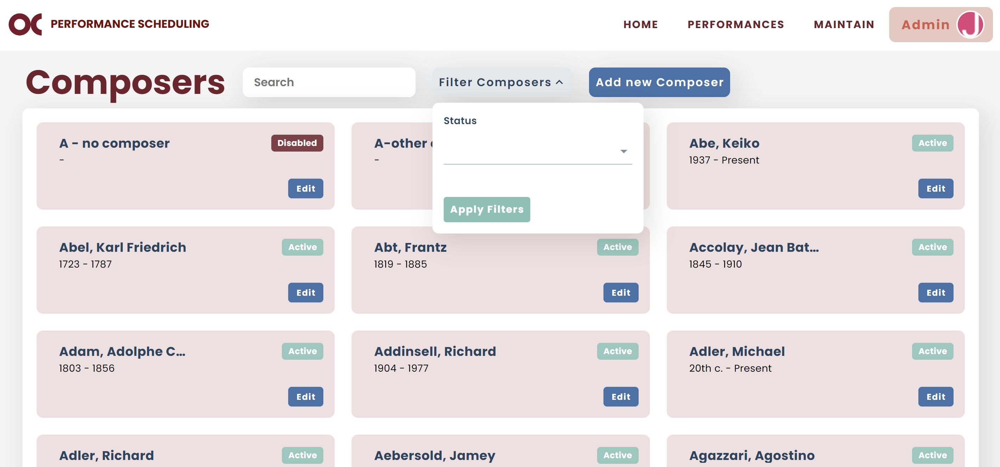 OC PERFORMANCE SCHEDULING
HOME PERFORMANCES MAINTAIN Admin J
Composers Search Filter Composers Add new Composer
Status
Apply Filters
A - no composer Disabled
-
Edit
A-other
-
Abe, Keiko Active
1937 - Present
Edit
Abel, Karl Friedrich Active
1723 - 1787
Edit
Abt, Frantz Active
1819 - 1885
Edit
Accolay, Jean Bat... Active
1845 - 1910
Edit
Adam, Adolphe C... Active
1803 - 1856
Edit
Addinsell, Richard Active
1904 - 1977
Edit
Adler, Michael Active
20th c. - Present
Edit
Adler, Richard Active
Aebersold, Jamey Active
Agazzari, Agostino Active